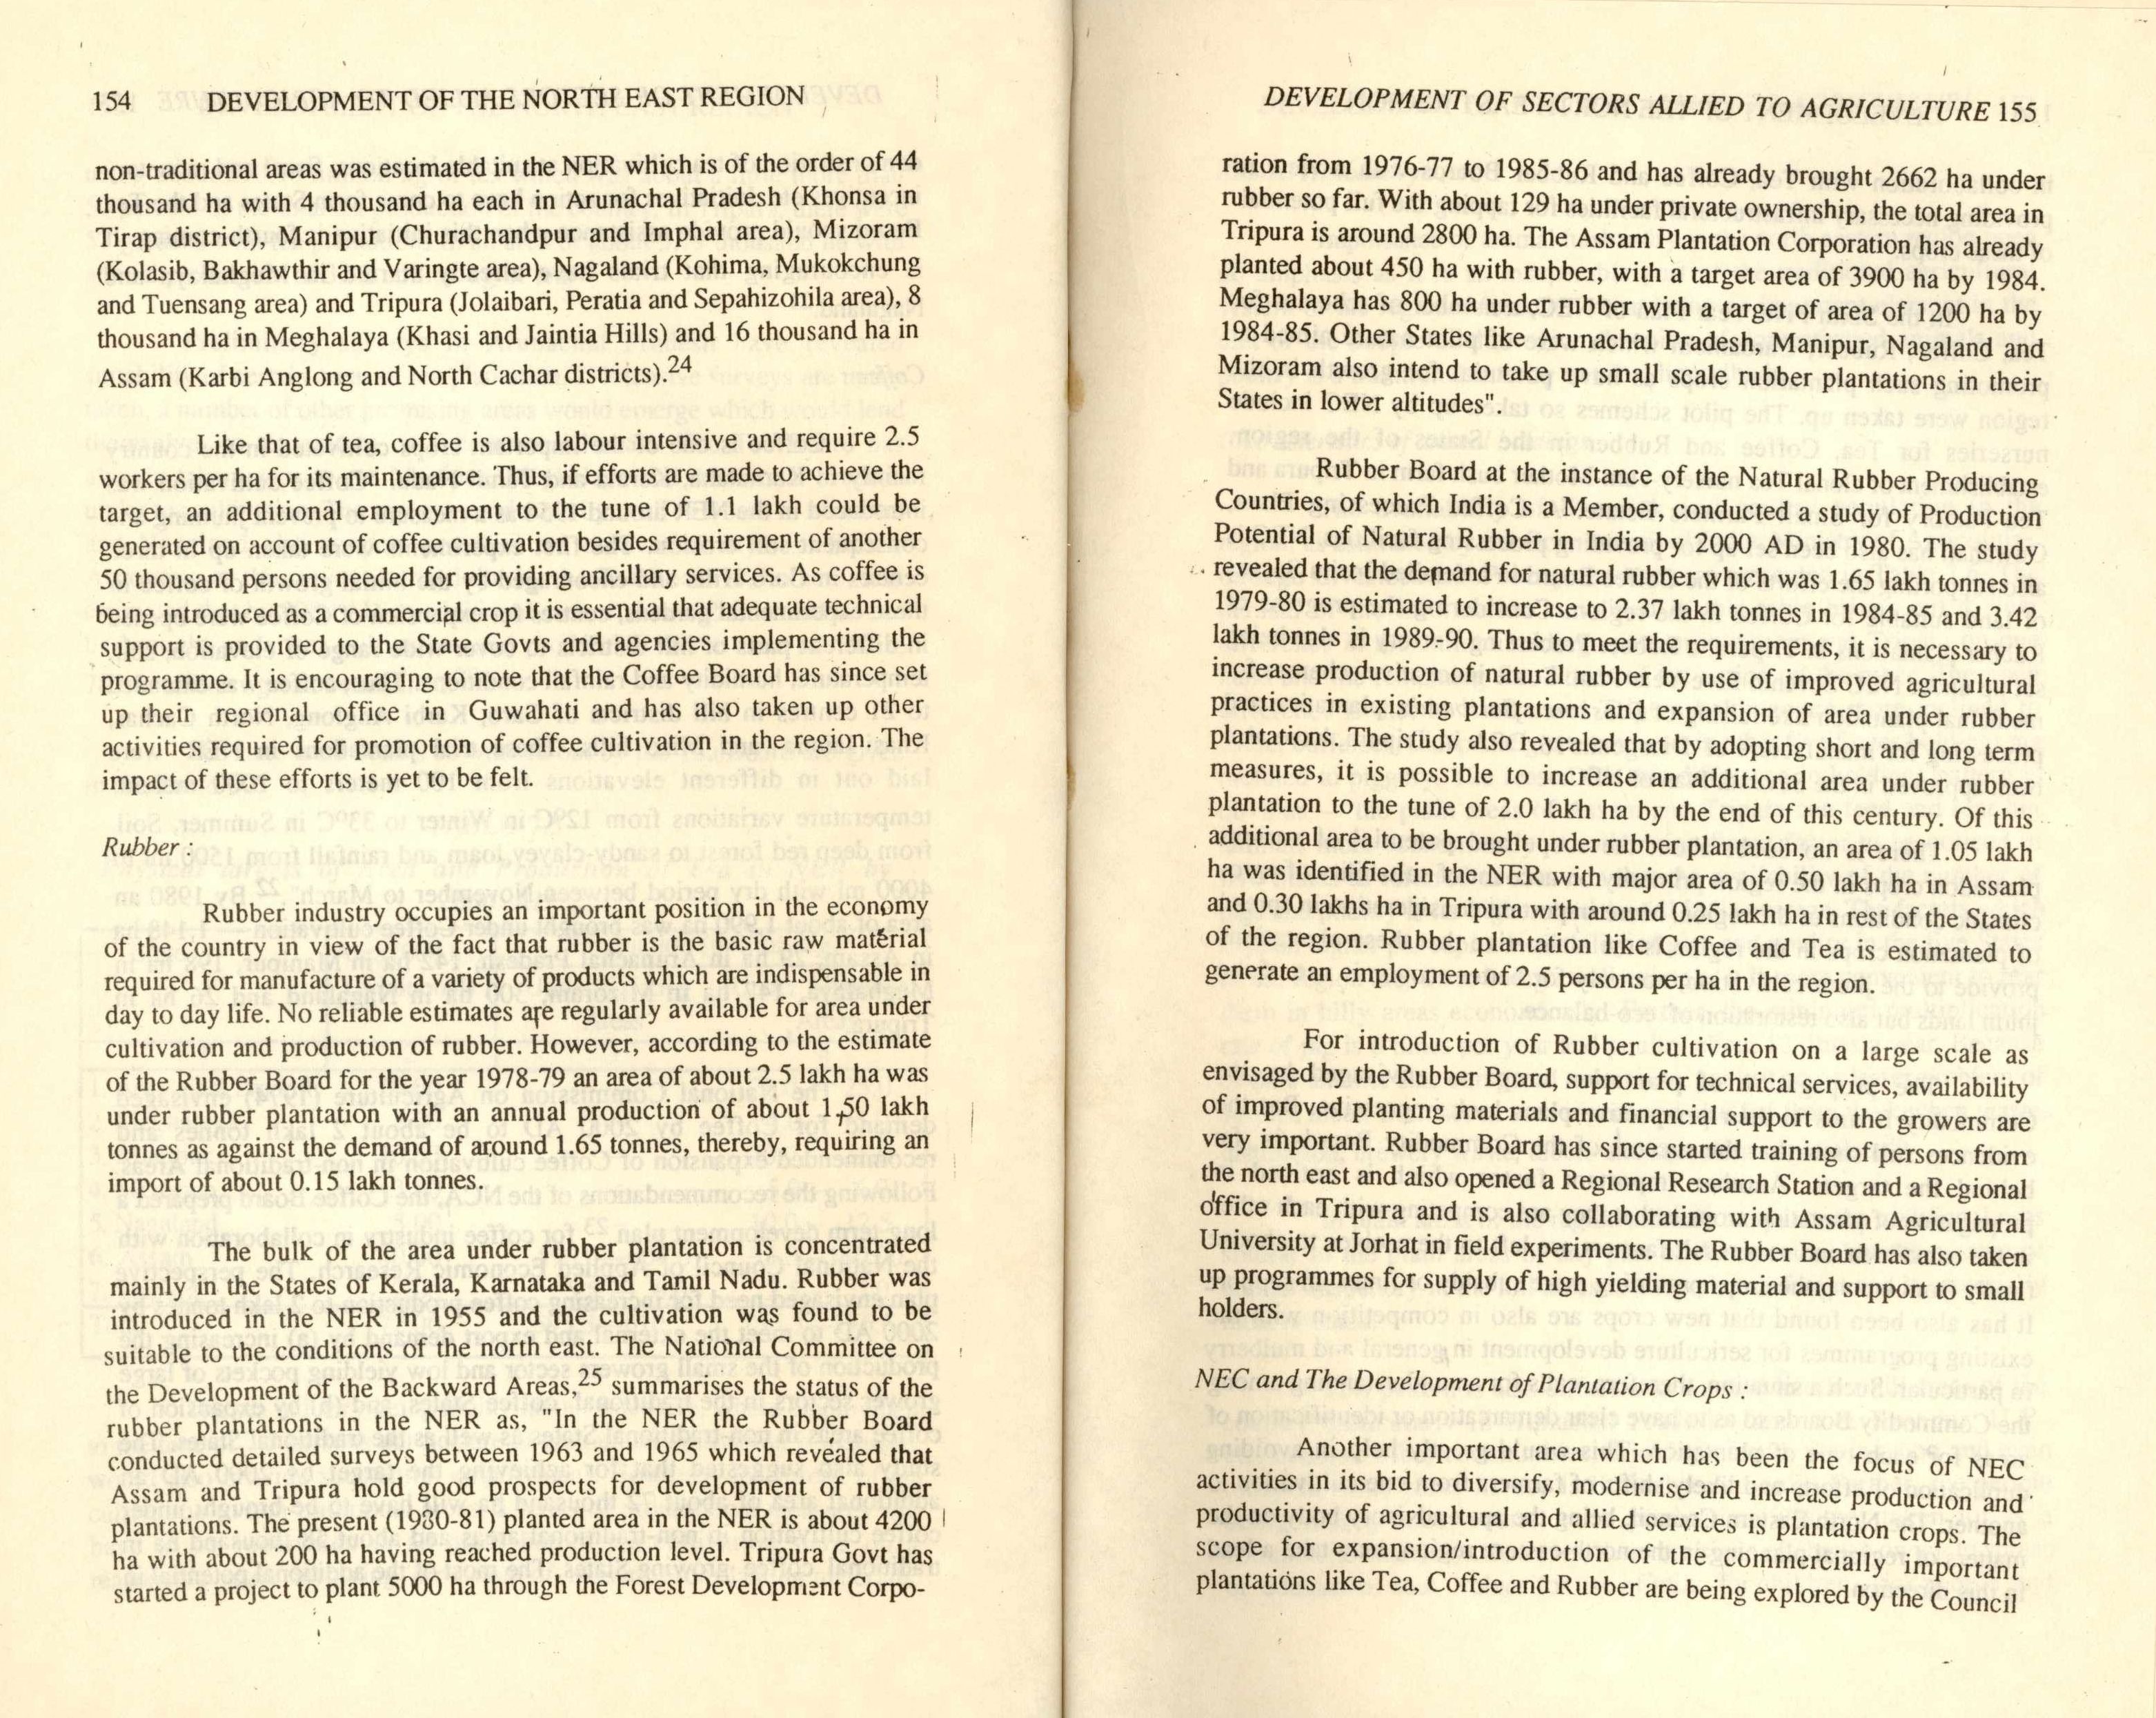 154 DEVELOPMENT OF THE NORTH EAST REGION
non-traditional areas was estimated in the NER which is of the order of 44
thousand ha with 4 thousand ha each in Arunachal Pradesh (Khonsa in
Tirap district), Manipur (Churachandpur and Imphal area), Mizoram
(Kolasib, Bakhawthir and Varingte area), Nagaland (Kohima, Mukokchung
and Tuensang area) and Tripura (Jolaibari, Peratia and Sepahizohila area), 8
thousand ha in Meghalaya (Khasi and Jaintia Hills) and 16 thousand ha in
Assam (Karbi Anglong and North Cachar districts).24
Like that of tea, coffee is also labour intensive and require 2.5
workers per ha for its maintenance. Thus, if efforts are made to achieve the
target, an additional employment to the tune of 1.1 lakh could be
generated on account of coffee cultivation besides requirement of another
50 thousand persons needed for providing ancillary services. As coffee is
being introduced as a commercial crop it is essential that adequate technical
support is provided to the State Govts and agencies implementing the
programme. It is encouraging to note that the Coffee Board has since set
up their regional office in Guwahati and has also taken up other
activities required for promotion of coffee cultivation in the region. The
impact of these efforts is yet to be felt.
Rubber :
Rubber industry occupies an important position in the economy
of the country in view of the fact that rubber is the basic raw material
required for manufacture of a variety of products which are indispensable in
day to day life. No reliable estimates are regularly available for area under
cultivation and production of rubber. However, according to the estimate
of the Rubber Board for the year 1978-79 an area of about 2.5 lakh ha was
under rubber plantation with an annual production of about 1.50 lakh
tonnes as against the demand of around 1.65 tonnes, thereby, requiring an
import of about 0.15 lakh tonnes.
The bulk of the area under rubber plantation is concentrated
mainly in the States of Kerala, Karnataka and Tamil Nadu. Rubber was
introduced in the NER in 1955 and the cultivation was found to be
suitable to the conditions of the north east. The National Committee on
the Development of the Backward Areas,25 summarises the status of the
rubber plantations in the NER as, "In the NER the Rubber Board
conducted detailed surveys between 1963 and 1965 which revealed that
Assam and Tripura hold good prospects for development of rubber
plantations. The present (1980-81) planted area in the NER is about 4200
ha with about 200 ha having reached production level. Tripura Govt has
started a project to plant 5000 ha through the Forest Development Corpo-
DEVELOPMENT OF SECTORS ALLIED TO AGRICULTURE 155
ration from 1976-77 to 1985-86 and has already brought 2662 ha under
rubber so far. With about 129 ha under private ownership, the total area in
Tripura is around 2800 ha. The Assam Plantation Corporation has already
planted about 450 ha with rubber, with a target area of 3900 ha by 1984.
Meghalaya has 800 ha under rubber with a target of area of 1200 ha by
1984-85. Other States like Arunachal Pradesh, Manipur, Nagaland and
Mizoram also intend to take up small scale rubber plantations in their
States in lower altitudes".
Rubber Board at the instance of the Natural Rubber Producing
Countries, of which India is a Member, conducted a study of Production
Potential of Natural Rubber in India by 2000 AD in 1980. The study
revealed that the demand for natural rubber which was 1.65 lakh tonnes in
1979-80 is estimated to increase to 2.37 lakh tonnes in 1984-85 and 3.42
lakh tonnes in 1989-90. Thus to meet the requirements, it is necessary to
increase production of natural rubber by use of improved agricultural
practices in existing plantations and expansion of area under rubber
plantations. The study also revealed that by adopting short and long term
measures, it is possible to increase an additional area under rubber
plantation to the tune of 2.0 lakh ha by the end of this century. Of this
additional area to be brought under rubber plantation, an area of 1.05 lakh
ha was identified in the NER with major area of 0.50 lakh ha in Assam
and 0.30 lakhs ha in Tripura with around 0.25 lakh ha in rest of the States
of the region. Rubber plantation like Coffee and Tea is estimated to
generate an employment of 2.5 persons per ha in the region.
For introduction of Rubber cultivation on a large scale as
envisaged by the Rubber Board, support for technical services, availability
of improved planting materials and financial support to the growers are
very important. Rubber Board has since started training of persons from
the north east and also opened a Regional Research Station and a Regional
office in Tripura and is also collaborating with Assam Agricultural
University at Jorhat in field experiments. The Rubber Board has also taken
up programmes for supply of high yielding material and support to small
holders.
NEC and The Development of Plantation Crops :
Another important area which has been the focus of NEC
activities in its bid to diversify, modernise and increase production and
productivity of agricultural and allied services is plantation crops. The
scope for expansion/introduction of the commercially important
plantations like Tea, Coffee and Rubber are being explored by the Council